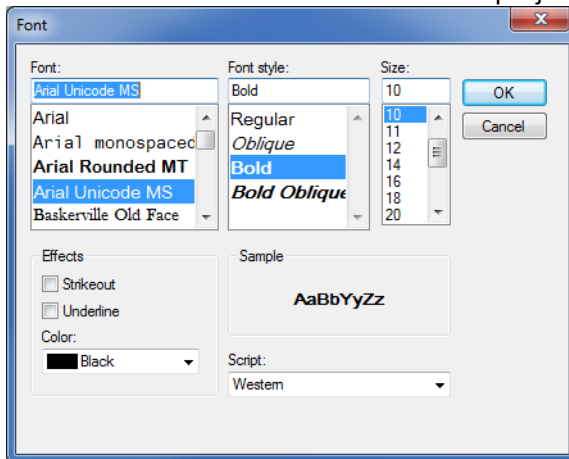 Font
Font:
Arial Unicode MS
Arial
Arial monospaced
Arial Rounded MT
Arial Unicode MS
Baskerville Old Face
Font style:
Bold
Regular
Oblique
Bold
Bold Oblique
Size:
10
10
11
12
14
16
18
20
OK
Cancel
Effects
Strikeout
Underline
Color:
Black
Sample
AaBbYyZz
Script:
Western